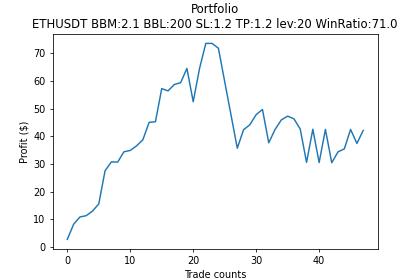 Portfolio
ETHUSDT BBM:2.1 BBL:200 SL:1.2 TP:1.2 lev:20 WinRatio:71.0
70
60
50
40
30
20
10
0
Profit ($)
0 10 20 30 40
Trade counts